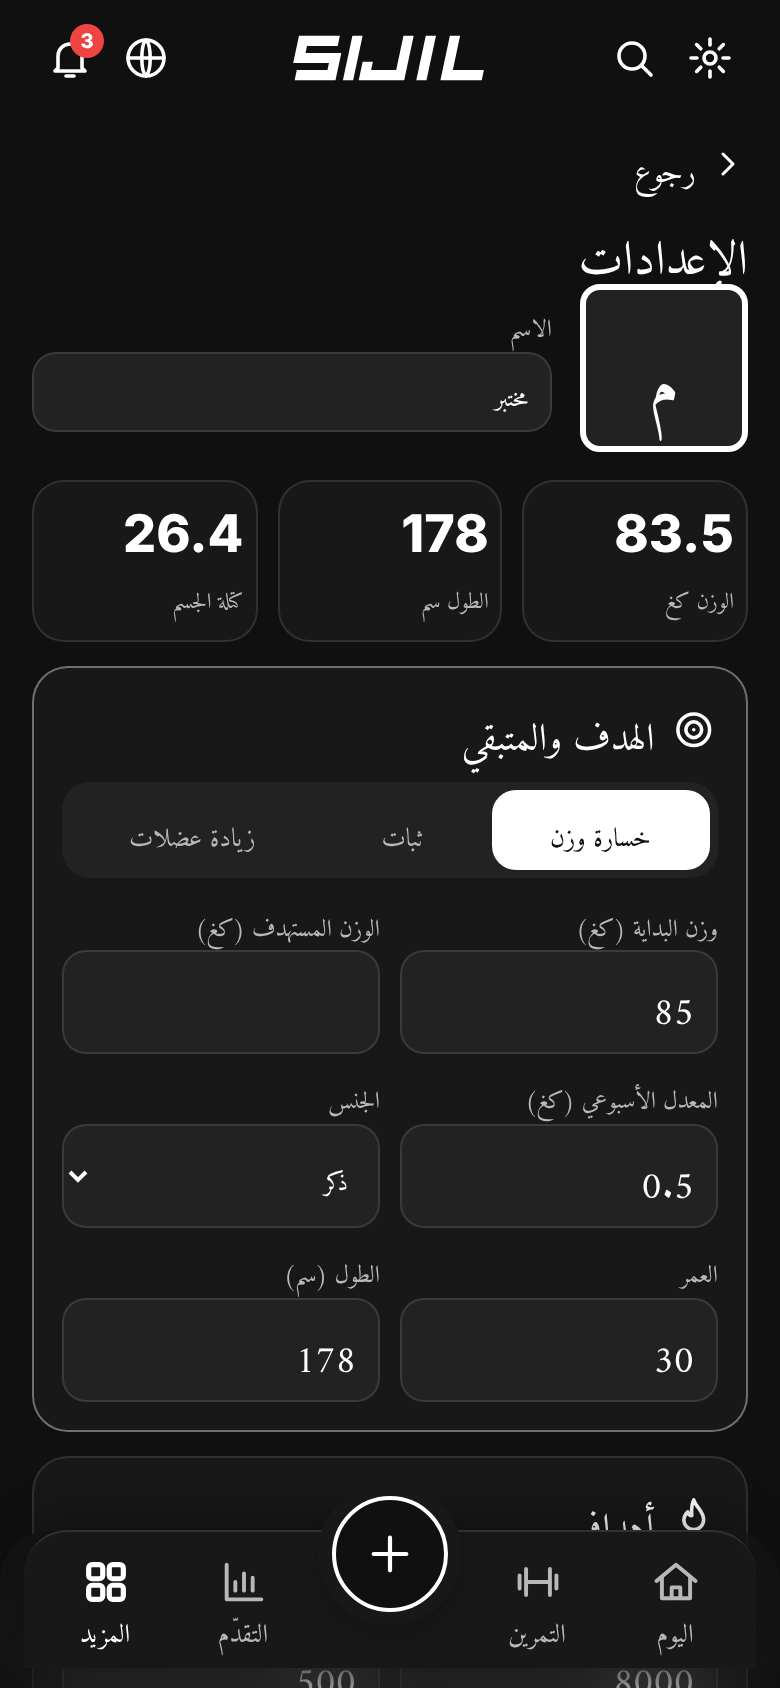 3
SIJIL
رجوع
الإعدادات
م
الاسم
مختبر
83.5
الوزن كغ
178
الطول سم
26.4
كتلة الجسم
الهدف والمتبقي
خسارة وزن
ثبات
زيادة عضلات
وزن البداية (كغ)
الوزن المستهدف (كغ)
85
المعدل الأسبوعي (كغ)
الجنس
0.5
ذكر
العمر
الطول (سم)
30
178
اليوم
التمرين
التقدّم
المزيد
8000
500